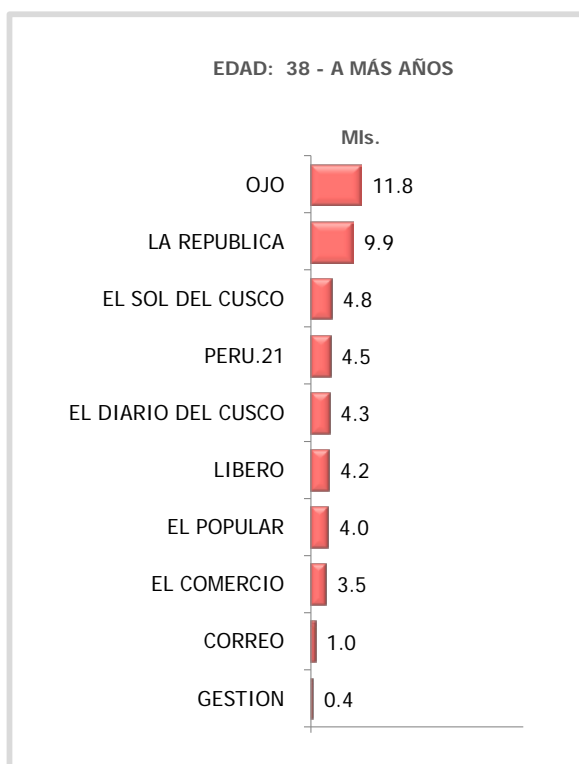 EDAD:  38 - A MÁS AÑOS
Mls.
OJO 11.8
LA REPUBLICA 9.9
EL SOL DEL CUSCO 4.8
PERU.21 4.5
EL DIARIO DEL CUSCO 4.3
LIBERO 4.2
EL POPULAR 4.0
EL COMERCIO 3.5
CORREO 1.0
GESTION 0.4